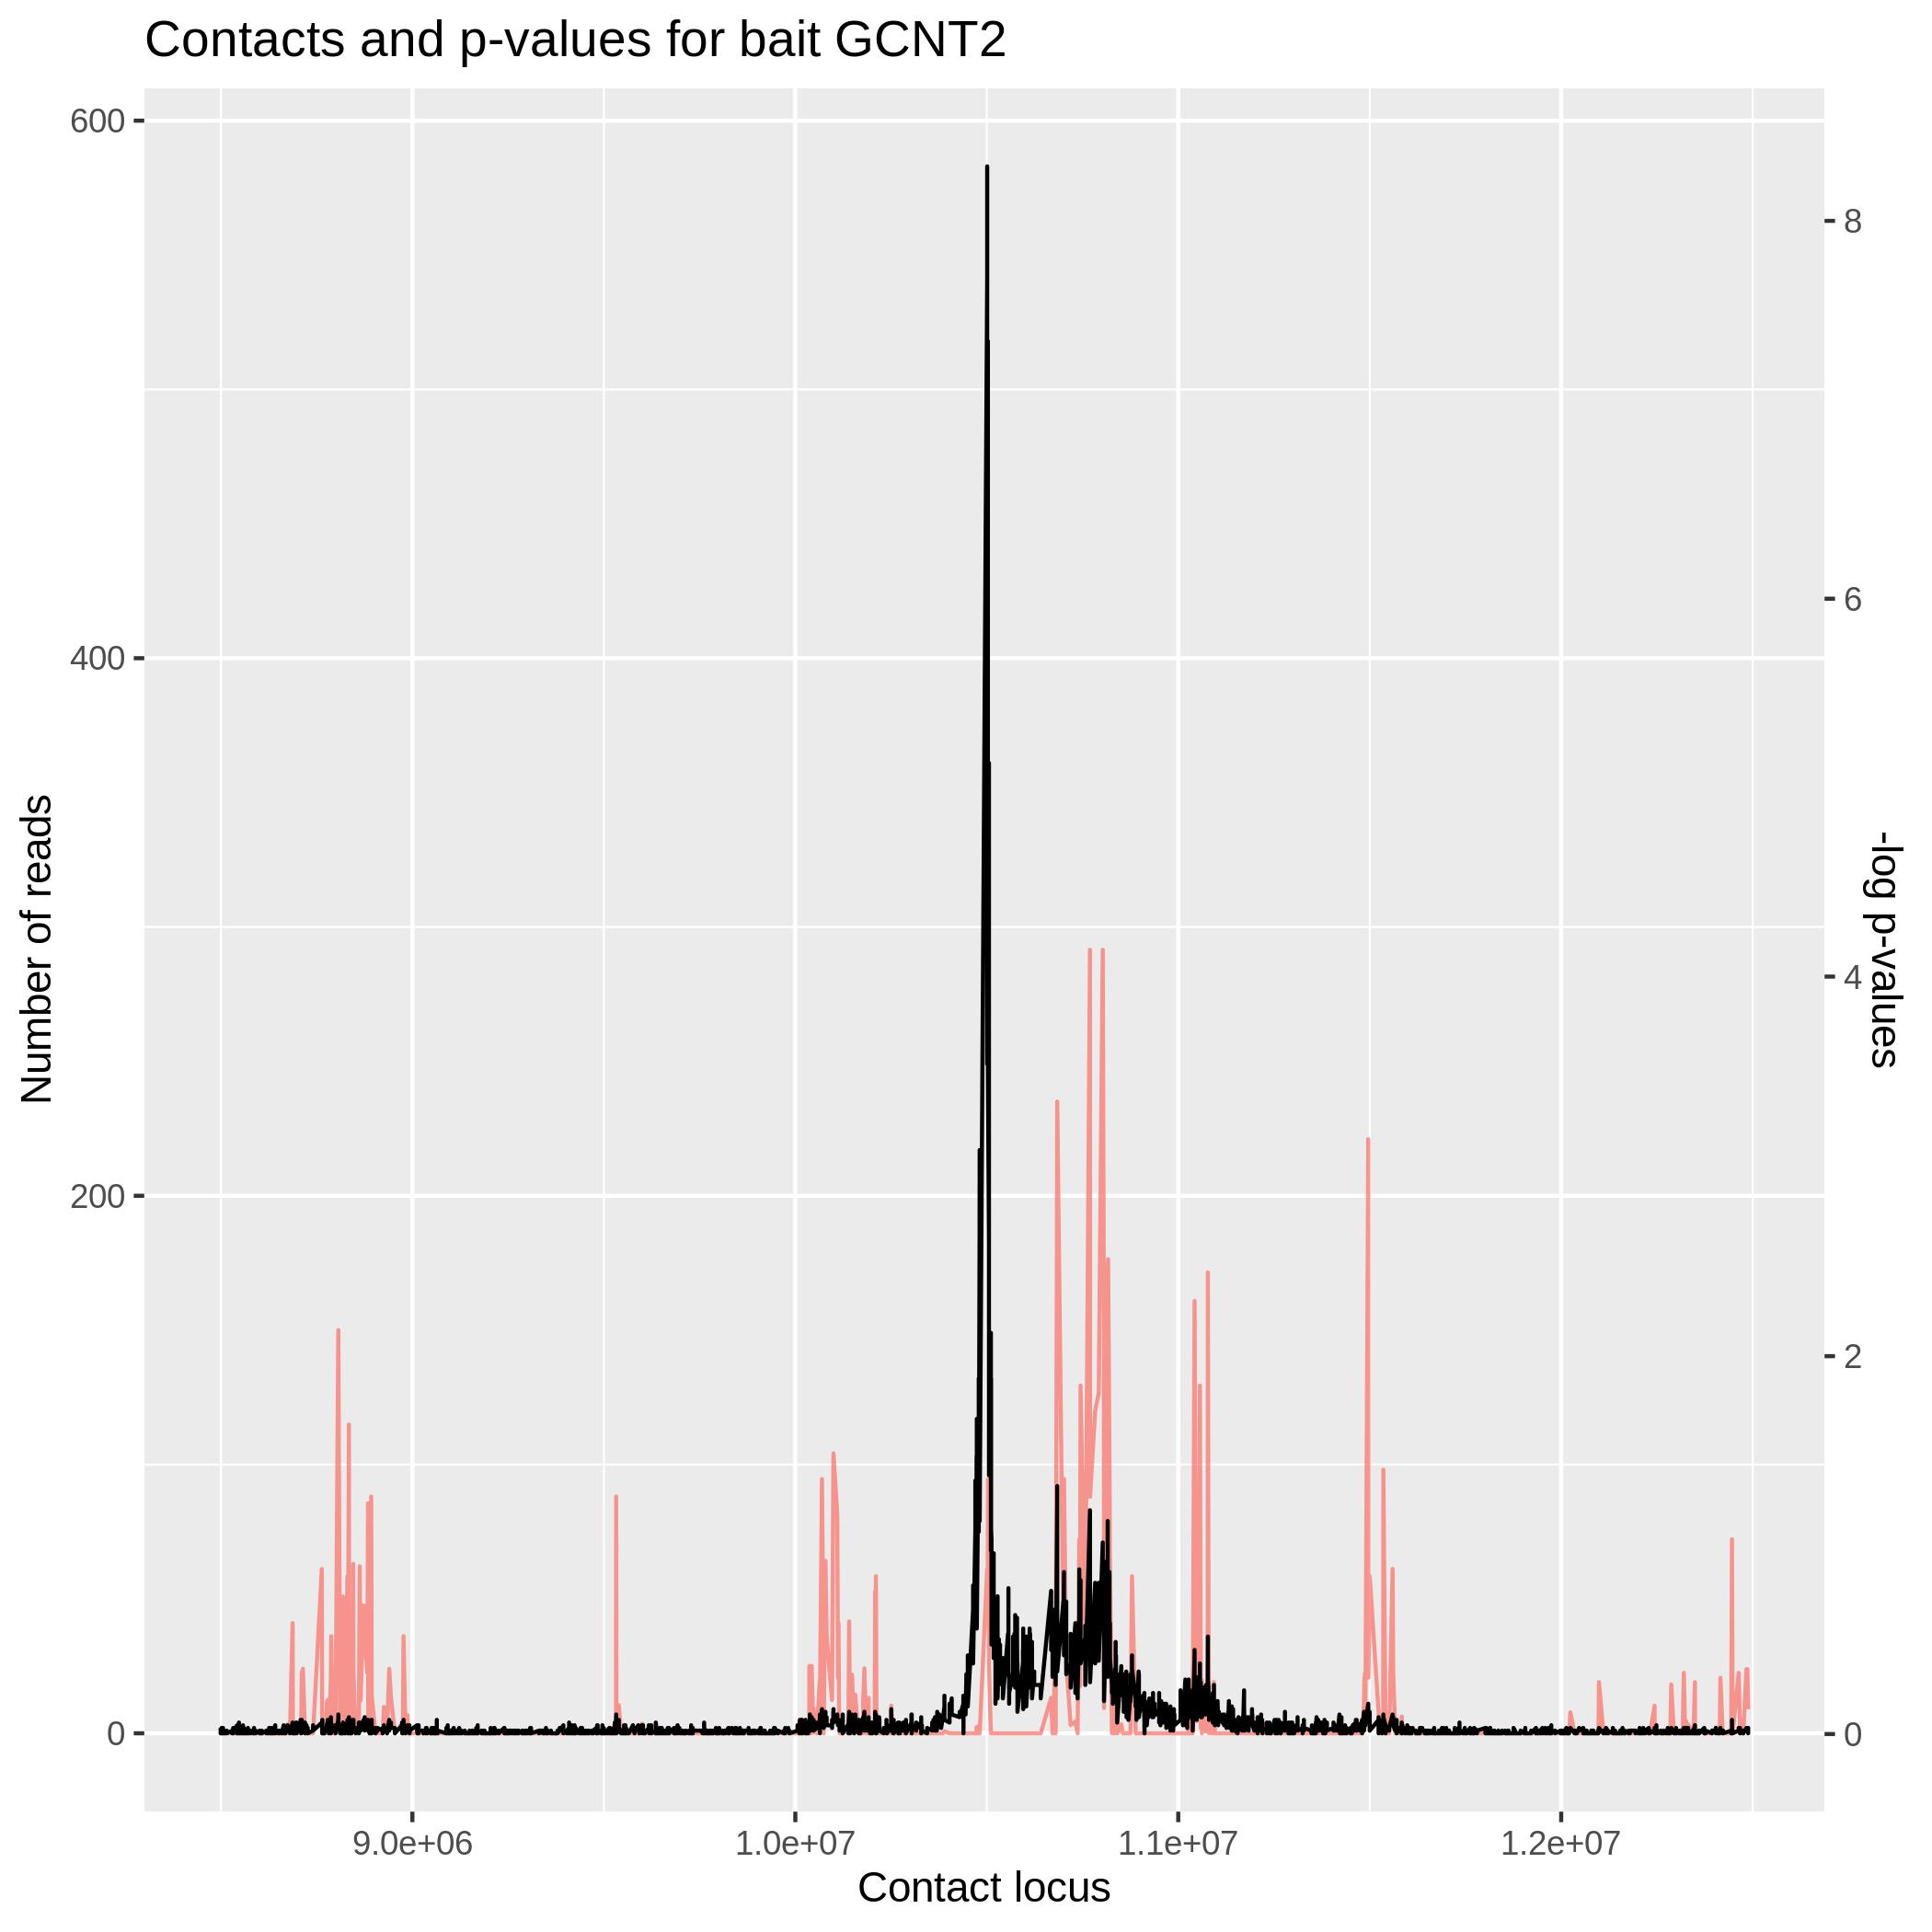 Contacts and p-values for bait GCNT2
600
400
200
0
Number of reads
8
6
4
2
0
-log p-values
9.0e+06
1.0e+07
1.1e+07
1.2e+07
Contact locus